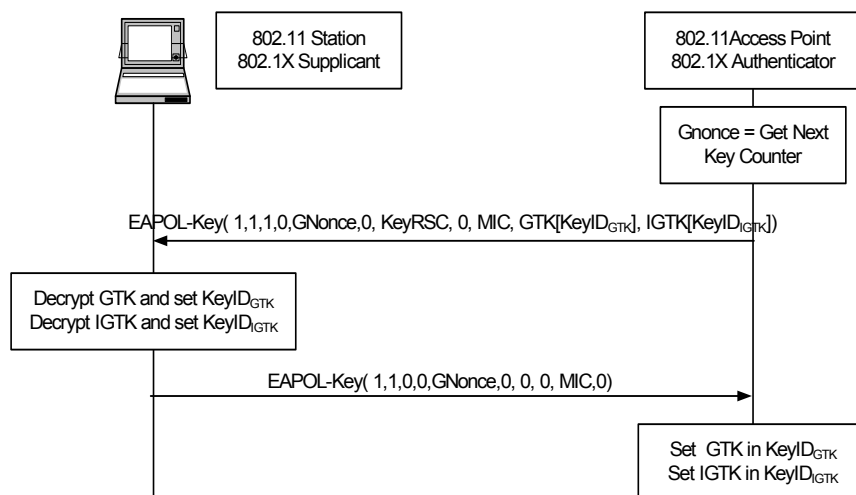 802.11 Station
802.1X Supplicant
802.11Access Point
802.1X Authenticator
Gnonce = Get Next
Key Counter
EAPOL-Key( 1,1,1,0,GNonce,0, KeyRSC, 0, MIC, GTK[KeyIDGTK], IGTK[KeyIDIGTK])
Decrypt GTK and set KeyIDGTK
Decrypt IGTK and set KeyIDIGTK
EAPOL-Key( 1,1,0,0,GNonce,0, 0, 0, MIC,0)
Set GTK in KeyIDGTK
Set IGTK in KeyIDIGTK